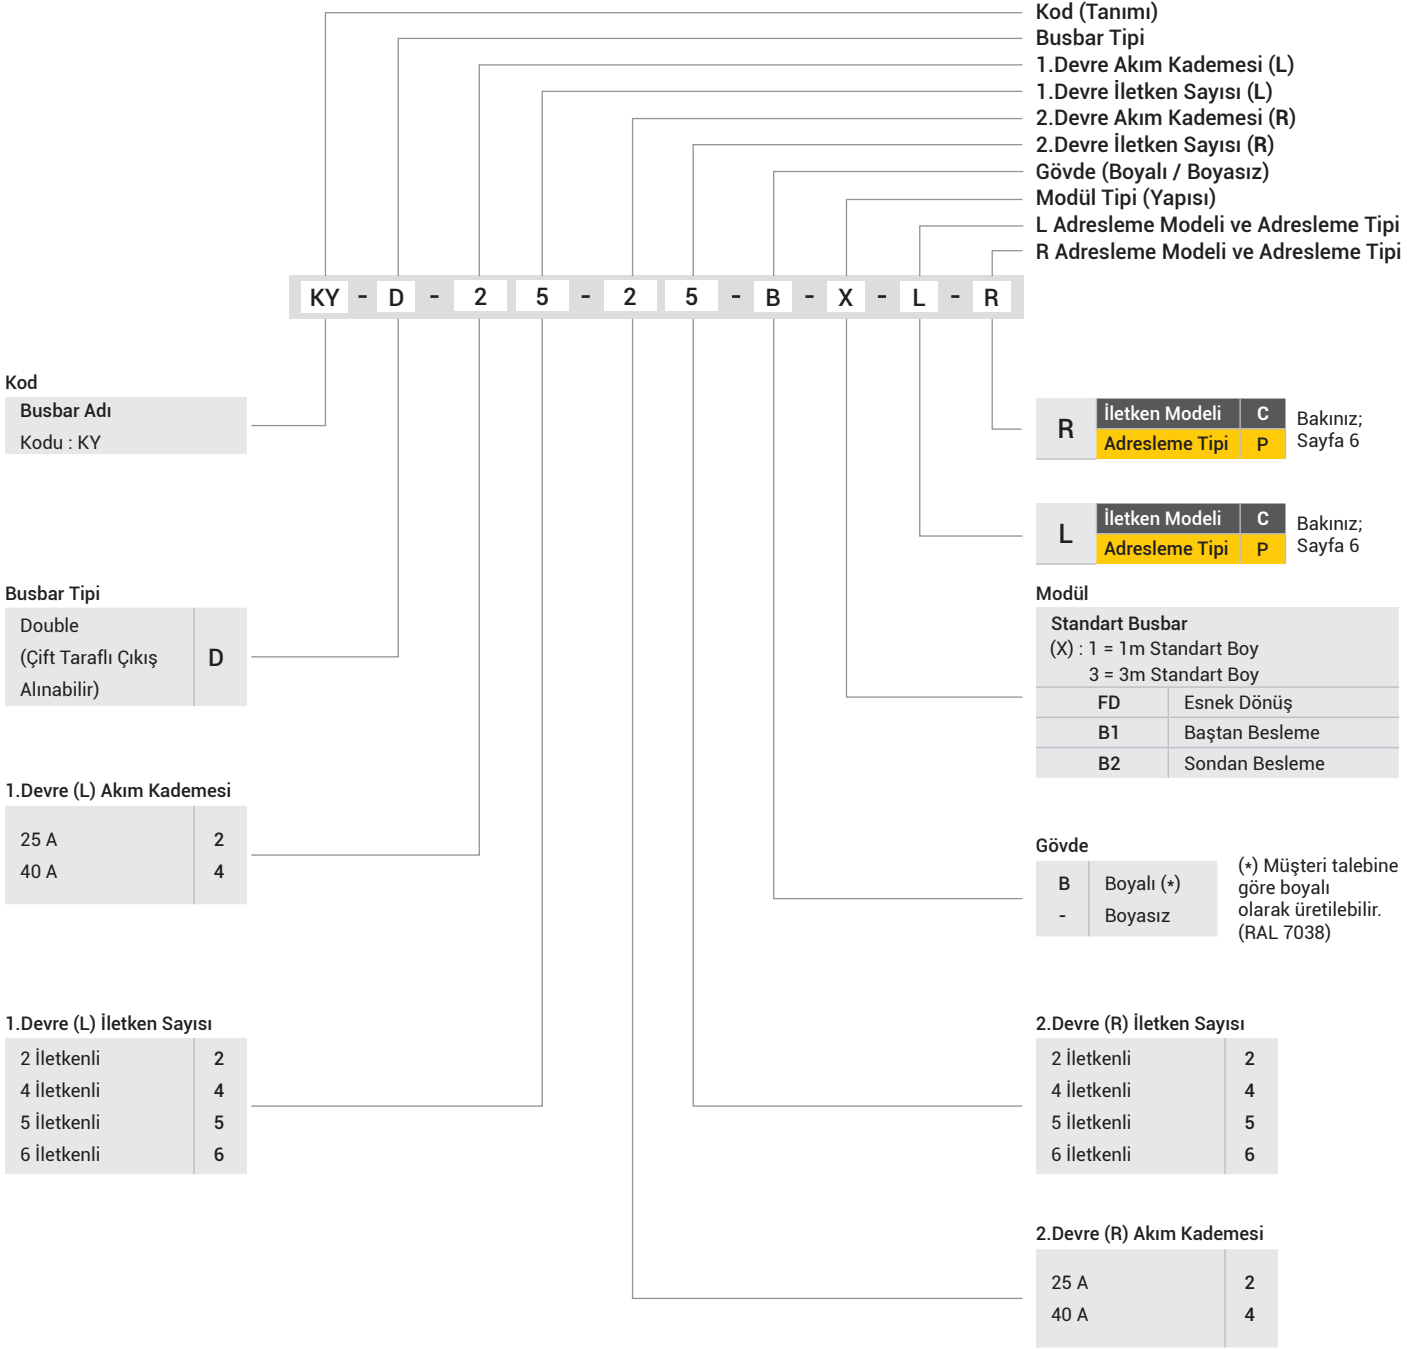 Kod (Tanımı)
Busbar Tipi
1.Devre Akım Kademesi (L)
1.Devre İletken Sayısı (L)
2.Devre Akım Kademesi (R)
2.Devre İletken Sayısı (R)
Gövde (Boyalı / Boyasız)
Modül Tipi (Yapısı)
L Adresleme Modeli ve Adresleme Tipi
R Adresleme Modeli ve Adresleme Tipi
KY - D - 2 5 - 2 5 - B - X - L - R
Kod
Busbar Adı
Kodu : KY
Busbar Tipi
Double
(Çift Taraflı Çıkış
Alınabilir)
D
1.Devre (L) Akım Kademesi
25 A 2
40 A 4
1.Devre (L) İletken Sayısı
2 İletkenli 2
4 İletkenli 4
5 İletkenli 5
6 İletkenli 6
R
İletken Modeli C
Adresleme Tipi P
Bakınız;
Sayfa 6
L
İletken Modeli C
Adresleme Tipi P
Bakınız;
Sayfa 6
Modül
Standart Busbar
(X) : 1 = 1m Standart Boy
3 = 3m Standart Boy
FD Esnek Dönüş
B1 Baştan Besleme
B2 Sondan Besleme
Gövde
B Boyalı (*)
- Boyasız
(*) Müşteri talebine
göre boyalı
olarak üretilebilir.
(RAL 7038)
2.Devre (R) İletken Sayısı
2 İletkenli 2
4 İletkenli 4
5 İletkenli 5
6 İletkenli 6
2.Devre (R) Akım Kademesi
25 A 2
40 A 4